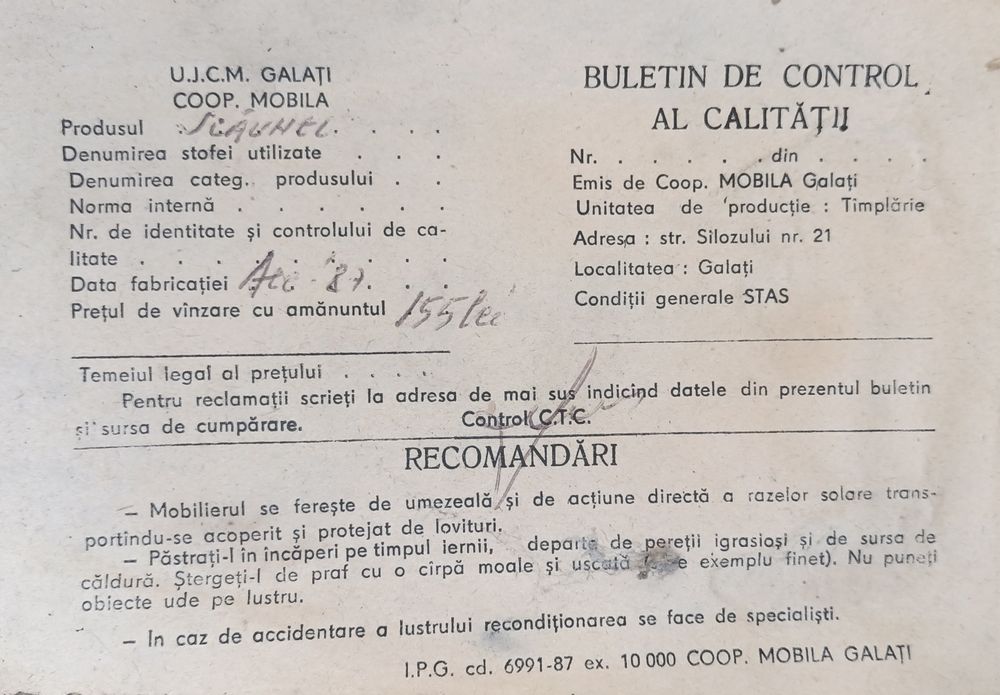 U.J.C.M. GALAȚI
COOP. MOBILA
Produsul Scăunel. . . . .
Denumirea stofei utilizate . . .
Denumirea categ. produsului . .
Norma internă . . . . . .
Nr. de identitate și controlului de ca-
litate . . . . . . . .
Data fabricației '87. . .
Prețul de vînzare cu amănuntul 155 lei
Temeiul legal al prețului . . . .
BULETIN DE CONTROL
AL CALITĂȚII
Nr. . . . . . din . . . .
Emis de Coop. MOBILA Galați
Unitatea de producție : Tîmplărie
Adresa : str. Silozului nr. 21
Localitatea : Galați
Condiții generale STAS
Pentru reclamații scrieți la adresa de mai sus indicînd datele din prezentul buletin
și sursa de cumpărare. Control C.T.C.
RECOMANDĂRI
— Mobilierul se ferește de umezeală și de acțiune directă a razelor solare trans-
portîndu-se acoperit și protejat de lovituri.
— Păstrați-l în încăperi pe timpul iernii, departe de pereții igrasioși și de sursa de
căldură. Ștergeți-l de praf cu o cîrpă moale și uscată exemplu finet). Nu puneți
obiecte ude pe lustru.
— In caz de accidentare a lustrului recondiționarea se face de specialiști.
I.P.G. cd. 6991-87 ex. 10 000 COOP. MOBILA GALAȚI